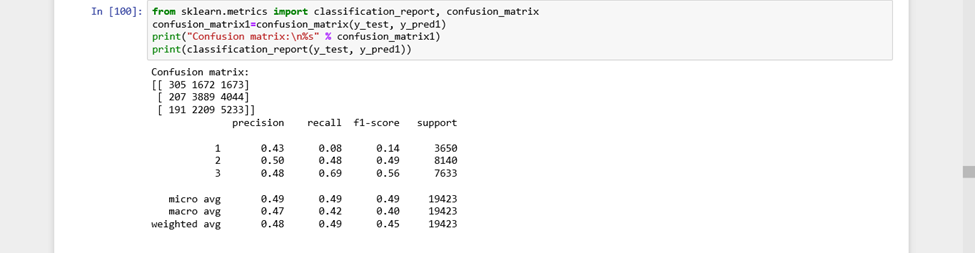 In [100]: from sklearn.metrics import classification_report, confusion_matrix
confusion_matrix1=confusion_matrix(y_test, y_pred1)
print("Confusion matrix:\n%s" % confusion_matrix1)
print(classification_report(y_test, y_pred1))
Confusion matrix:
[[ 305 1672 1673]
 [ 207 3889 4044]
 [ 191 2209 5233]]
              precision    recall  f1-score   support
           1       0.43      0.08      0.14      3650
           2       0.50      0.48      0.49      8140
           3       0.48      0.69      0.56      7633
   micro avg       0.49      0.49      0.49     19423
   macro avg       0.47      0.42      0.40     19423
weighted avg       0.48      0.49      0.45     19423